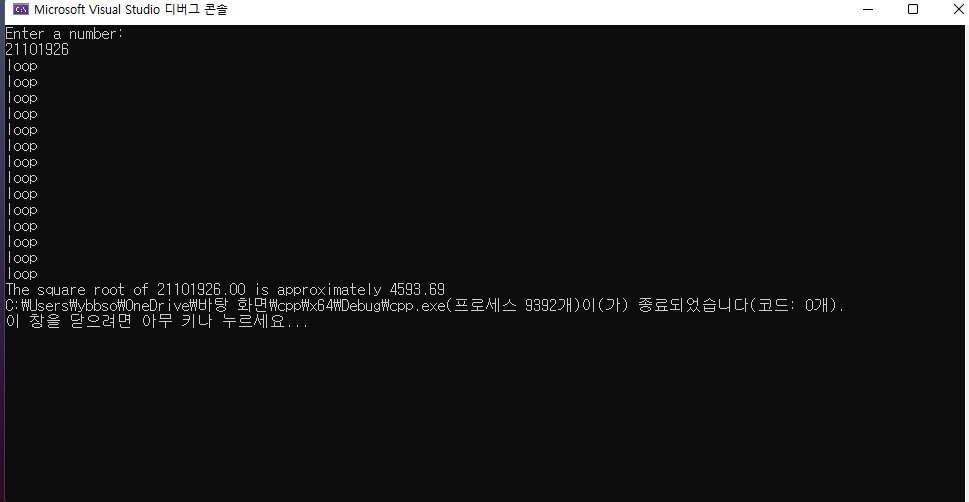 Microsoft Visual Studio 디버그 콘솔
Enter a number:
21101926
loop
loop
loop
loop
loop
loop
loop
loop
loop
loop
loop
loop
loop
loop
The square root of 21101926.00 is approximately 4593.69
C:₩Users₩ybbso₩OneDrive₩바탕 화면₩cpp₩x64₩Debug₩cpp.exe(프로세스 9392개)이(가) 종료되었습니다(코드: 0개).
이 창을 닫으려면 아무 키나 누르세요...